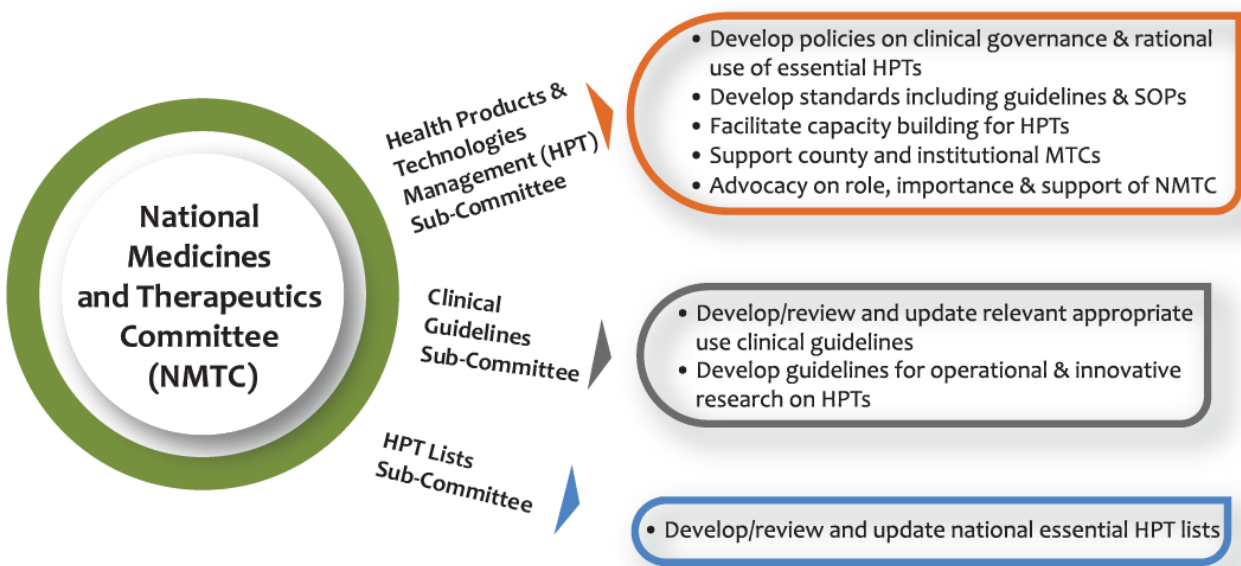 National
Medicines
and Therapeutics
Committee
(NMTC)
Health Products &
Technologies
Management (HPT)
Sub-Committee
• Develop policies on clinical governance & rational
use of essential HPTs
• Develop standards including guidelines & SOPs
• Facilitate capacity building for HPTs
• Support county and institutional MTCs
• Advocacy on role, importance & support of NMTC
Clinical
Guidelines
Sub-Committee
• Develop/review and update relevant appropriate
use clinical guidelines
• Develop guidelines for operational & innovative
research on HPTs
HPT Lists
Sub-Committee
• Develop/review and update national essential HPT lists